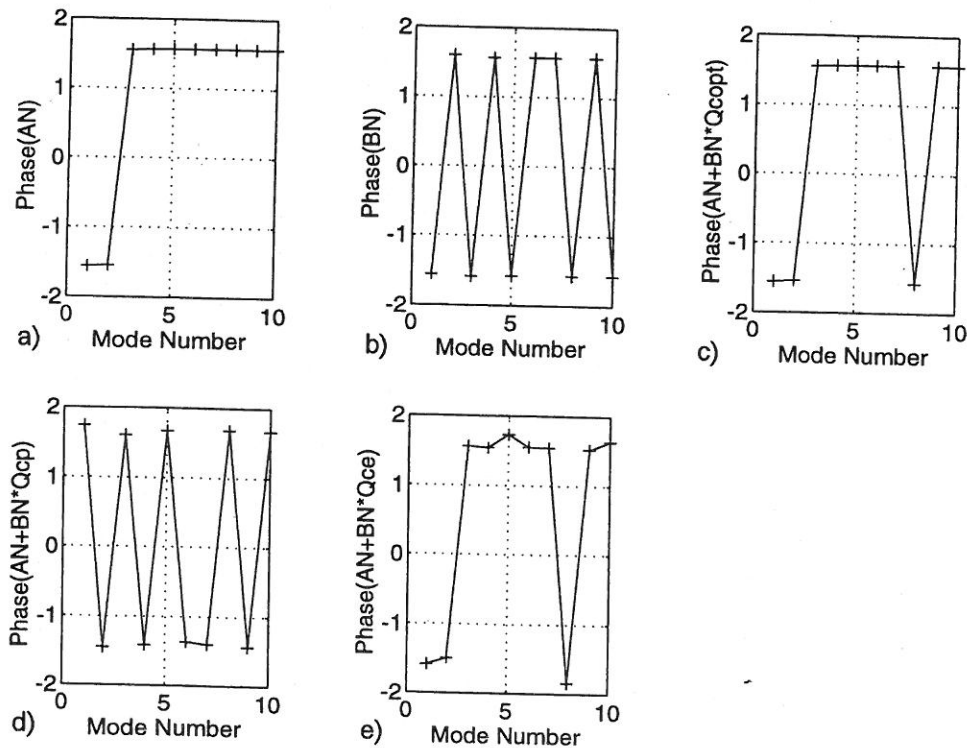 Phase(AN)
2
1
0
-1
-2
0
5
10
a)
Mode Number
Phase(BN)
2
1
0
-1
-2
0
5
10
b)
Mode Number
Phase(AN+BN*Qcopt)
2
1
0
-1
-2
0
5
10
c)
Mode Number
Phase(AN+BN*Qcp)
2
1
0
-1
-2
0
5
10
d)
Mode Number
Phase(AN+BN*Qce)
2
1
0
-1
-2
0
5
10
e)
Mode Number